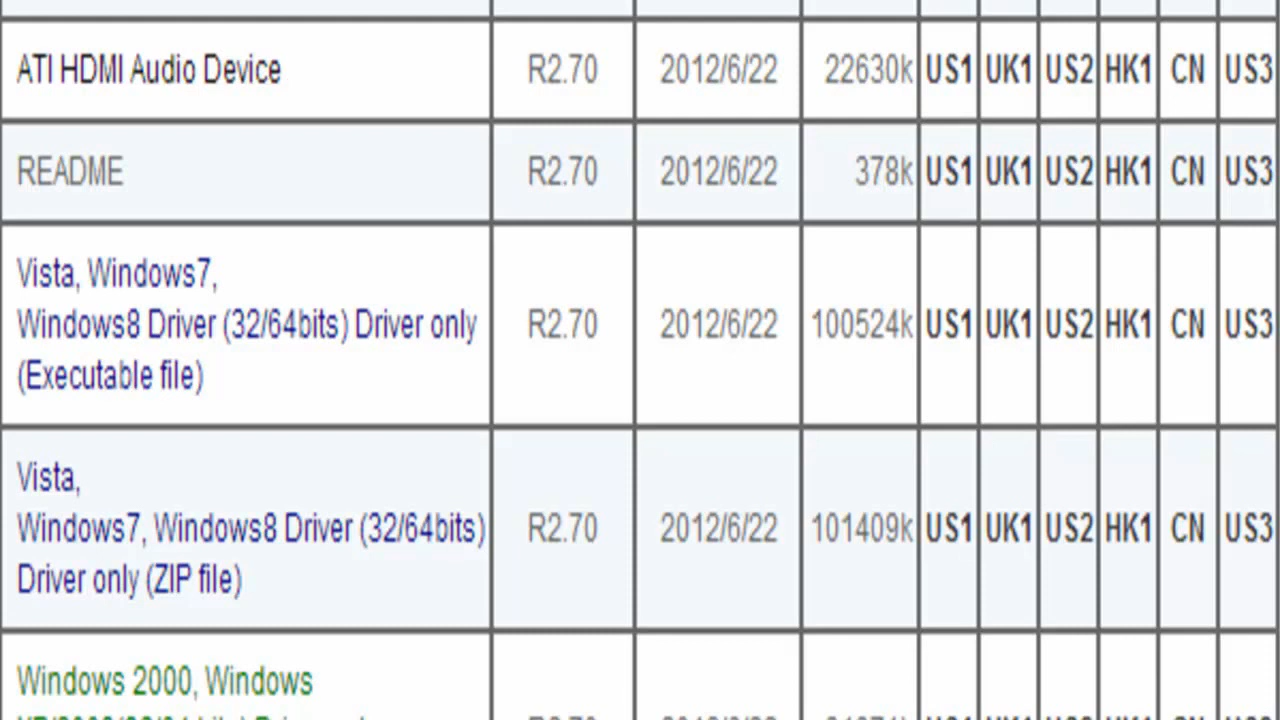 ATI HDMI Audio Device R2.70 2012/6/22 22630k US1 UK1 US2 HK1 CN US3
README R2.70 2012/6/22 378k US1 UK1 US2 HK1 CN US3
Vista, Windows7,
Windows8 Driver (32/64bits) Driver only R2.70 2012/6/22 100524k US1 UK1 US2 HK1 CN US3
(Executable file)
Vista,
Windows7, Windows8 Driver (32/64bits) R2.70 2012/6/22 101409k US1 UK1 US2 HK1 CN US3
Driver only (ZIP file)
Windows 2000, Windows